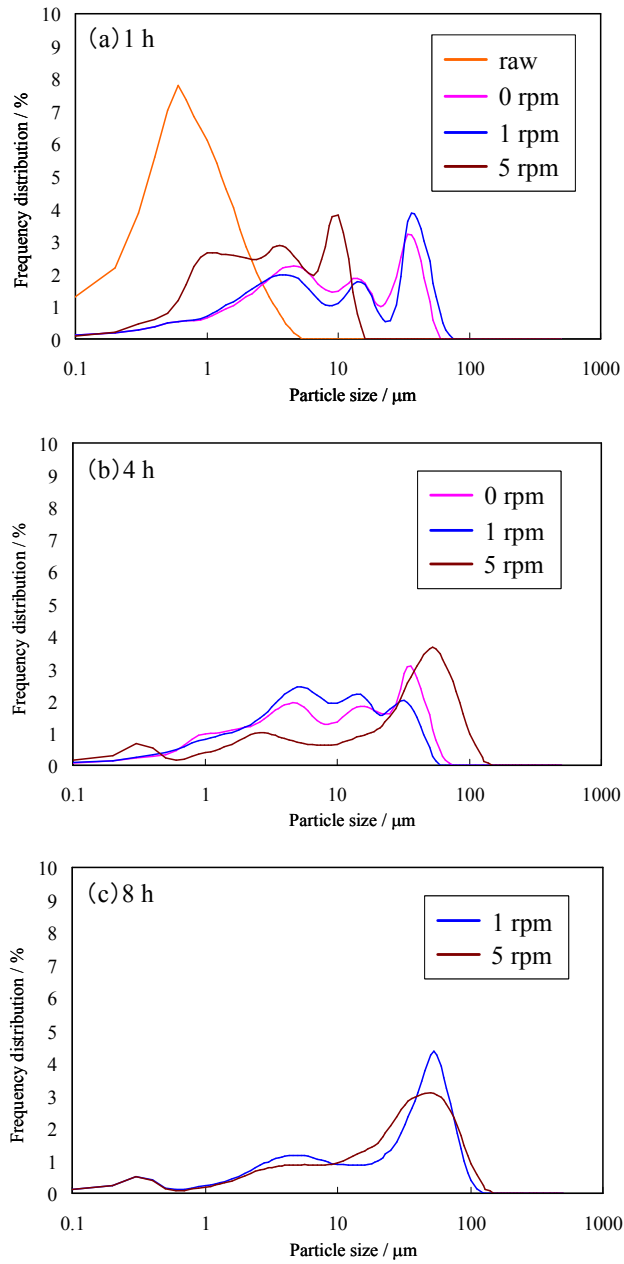 (a) 1 h
raw
0 rpm
1 rpm
5 rpm
Frequency distribution / %
10
9
8
7
6
5
4
3
2
1
0
0.1 1 10 100 1000
Particle size / μm
(b) 4 h
0 rpm
1 rpm
5 rpm
Frequency distribution / %
10
9
8
7
6
5
4
3
2
1
0
0.1 1 10 100 1000
Particle size / μm
(c) 8 h
1 rpm
5 rpm
Frequency distribution / %
10
9
8
7
6
5
4
3
2
1
0
0.1 1 10 100 1000
Particle size / μm